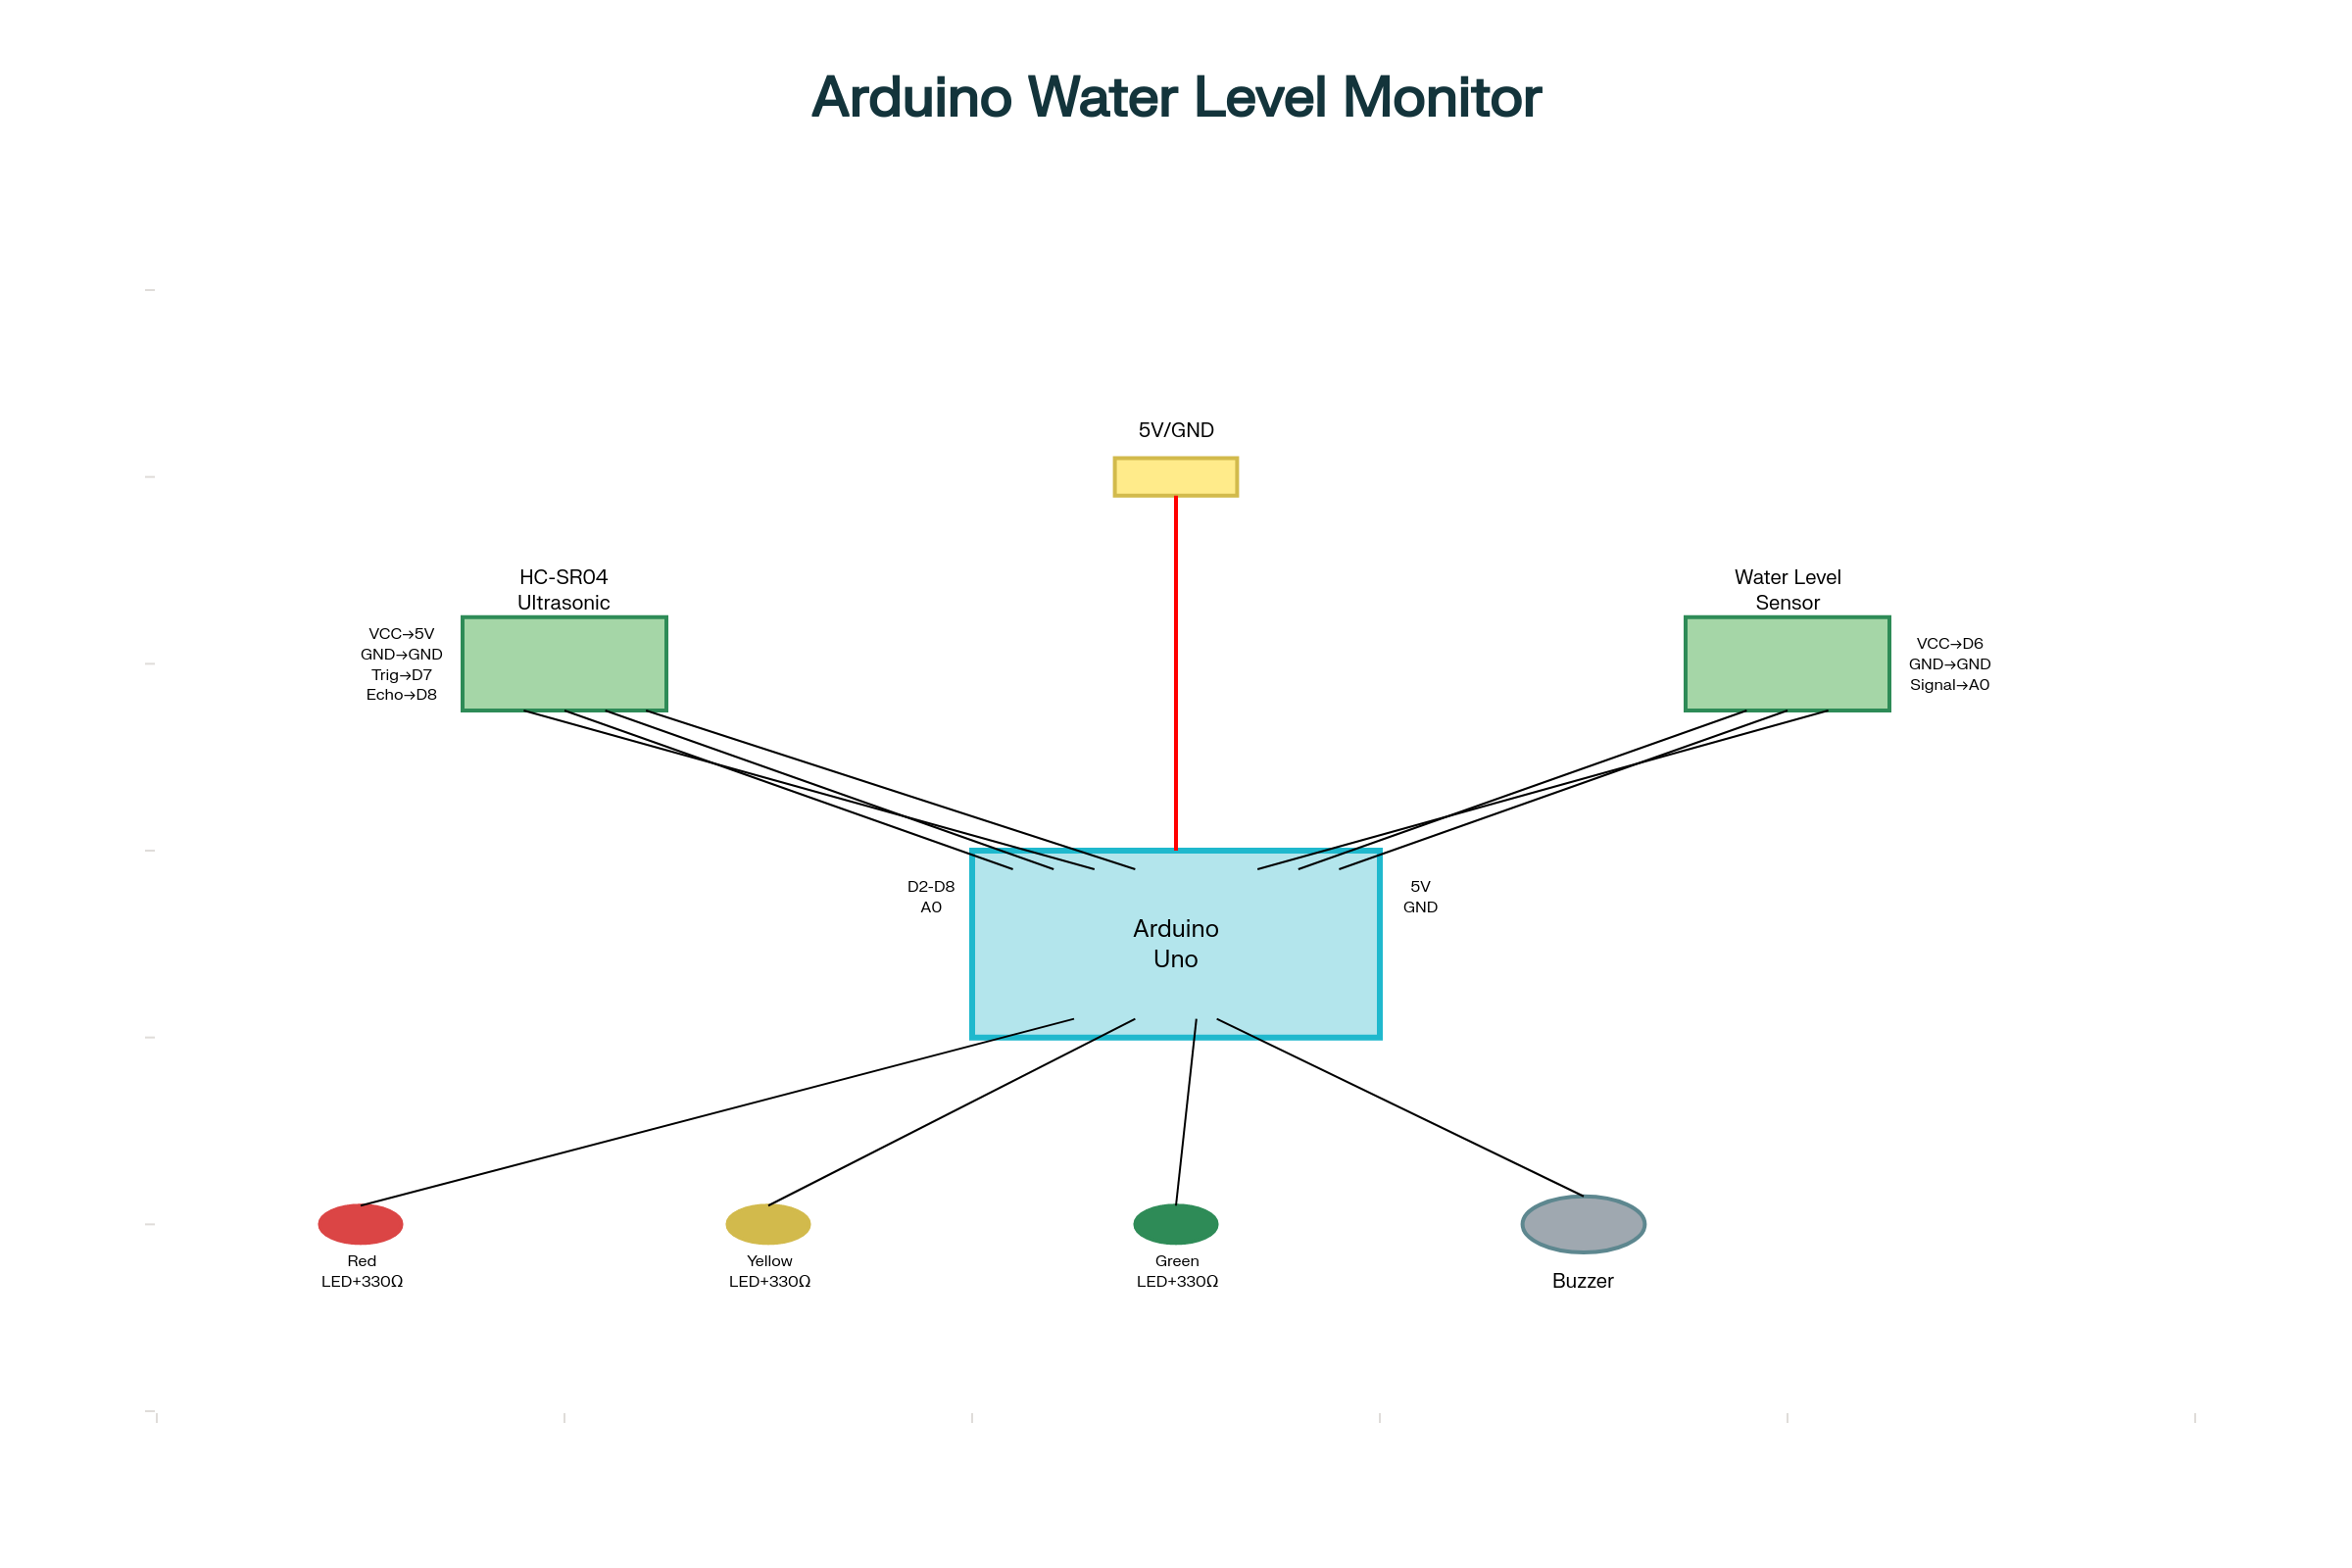 Arduino Water Level Monitor
5V/GND
HC-SR04
Ultrasonic
VCC→5V
GND→GND
Trig→D7
Echo→D8
Water Level
Sensor
VCC→D6
GND→GND
Signal→A0
D2-D8
A0
Arduino
Uno
5V
GND
Red
LED+330Ω
Yellow
LED+330Ω
Green
LED+330Ω
Buzzer